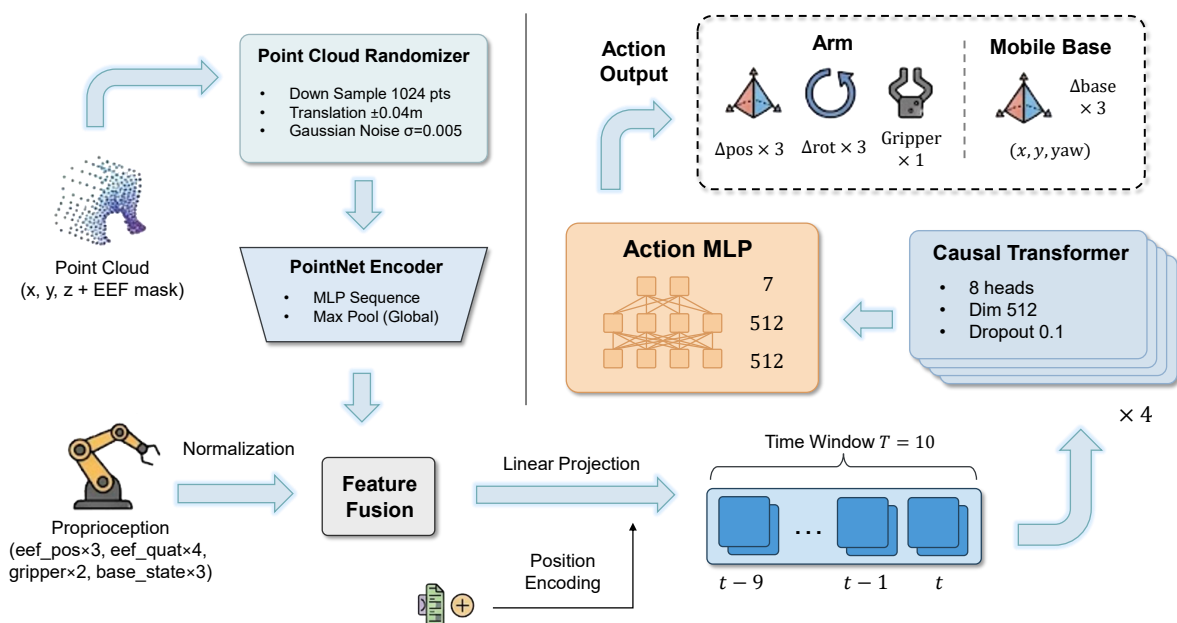 Point Cloud Randomizer
• Down Sample 1024 pts
• Translation ±0.04m
• Gaussian Noise σ=0.005
Point Cloud
(x, y, z + EEF mask)
PointNet Encoder
• MLP Sequence
• Max Pool (Global)
Normalization
Proprioception
(eef_pos×3, eef_quat×4,
gripper×2, base_state×3)
Feature
Fusion
Linear Projection
Position
Encoding
Time Window T = 10
...
t − 9
t − 1
t
× 4
Causal Transformer
• 8 heads
• Dim 512
• Dropout 0.1
Action MLP
7
512
512
Action
Output
Arm
Δpos × 3
Δrot × 3
Gripper
× 1
Mobile Base
Δbase
× 3
(x, y, yaw)